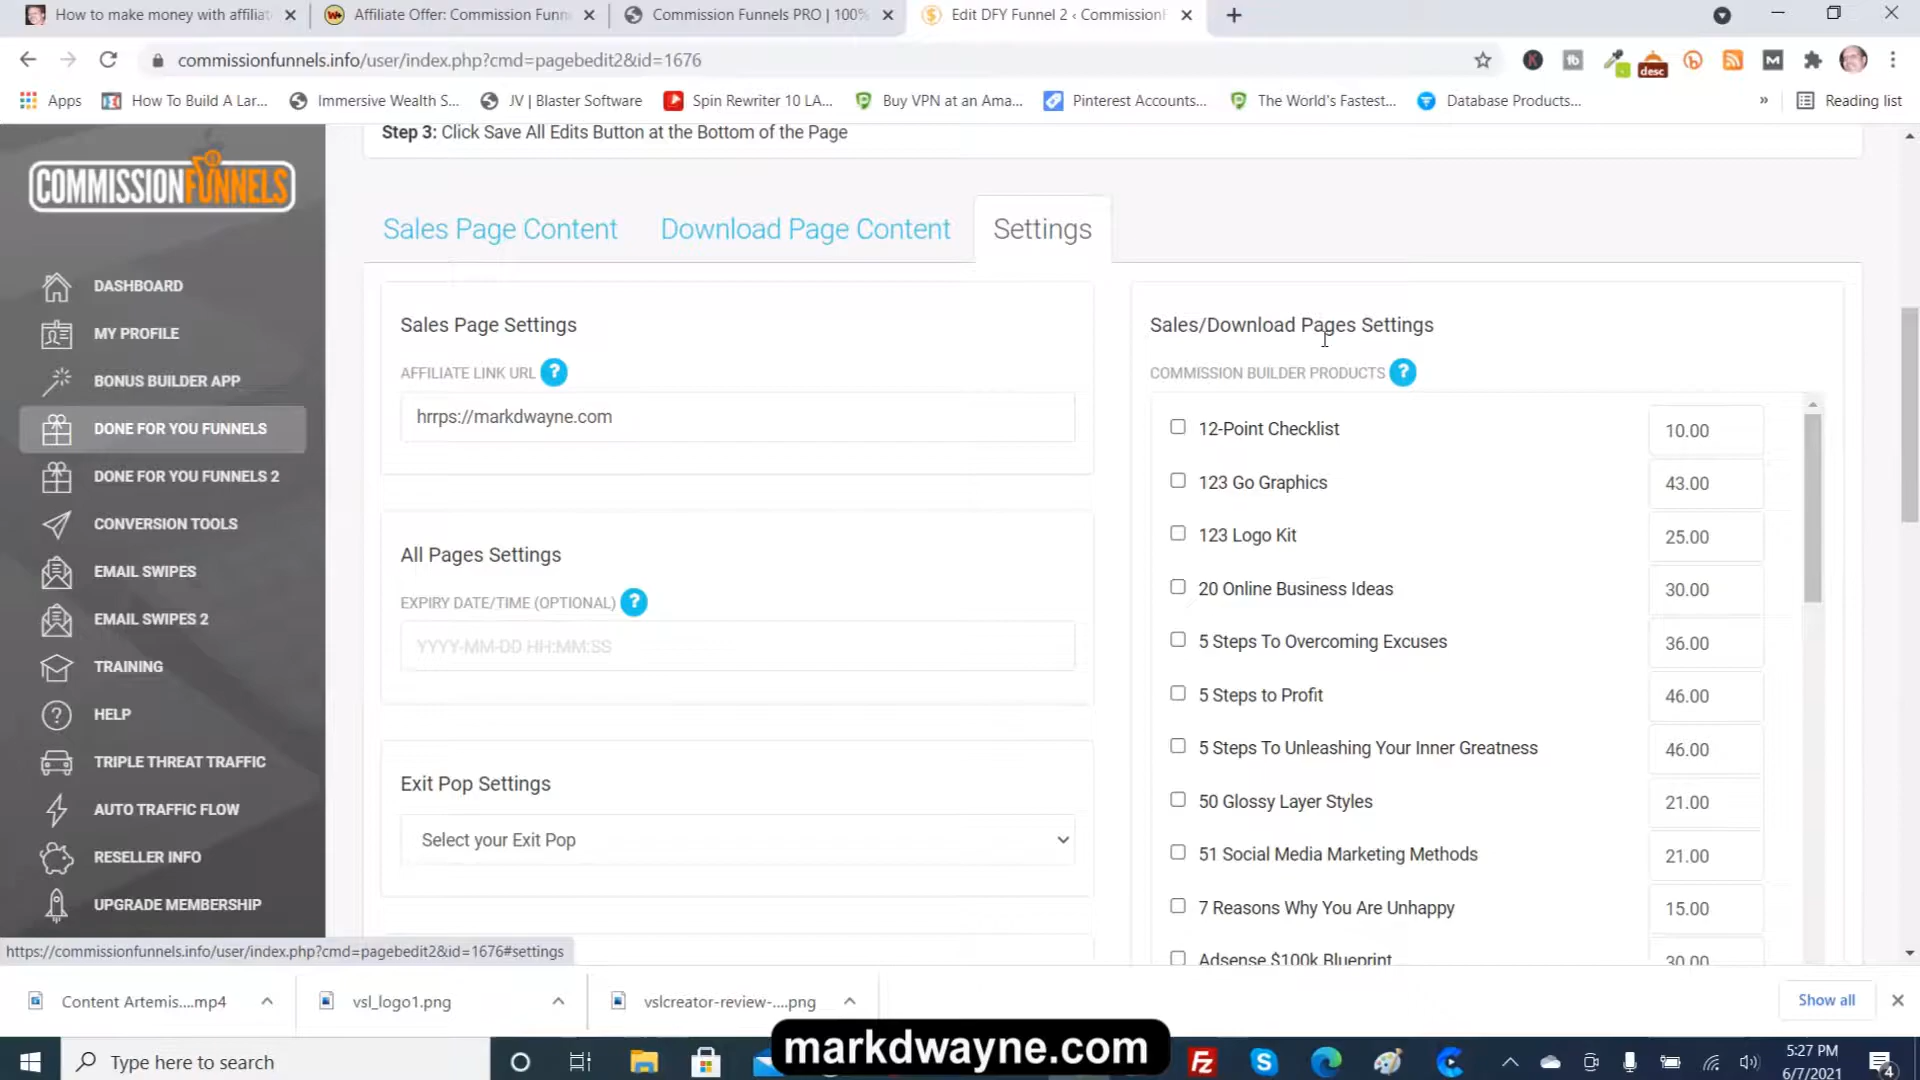 How to make money with affiliat
Affiliate Offer: Commission Funn
Commission Funnels PRO | 100%
Edit DFY Funnel 2 ‹ CommissionF
commissionfunnels.info/user/index.php?cmd=pagebedit2&id=1676
desc
Apps
How To Build A Lar...
Immersive Wealth S...
JV | Blaster Software
Spin Rewriter 10 LA...
Buy VPN at an Ama...
Pinterest Accounts...
The World's Fastest...
Database Products...
»
Reading list
COMMISSIONFUNNELS
Step 3: Click Save All Edits Button at the Bottom of the Page
DASHBOARD
MY PROFILE
BONUS BUILDER APP
DONE FOR YOU FUNNELS
DONE FOR YOU FUNNELS 2
CONVERSION TOOLS
EMAIL SWIPES
EMAIL SWIPES 2
TRAINING
HELP
TRIPLE THREAT TRAFFIC
AUTO TRAFFIC FLOW
RESELLER INFO
UPGRADE MEMBERSHIP
Sales Page Content
Download Page Content
Settings
Sales Page Settings
AFFILIATE LINK URL ?
hrrps://markdwayne.com
All Pages Settings
EXPIRY DATE/TIME (OPTIONAL) ?
YYYY-MM-DD HH:MM:SS
Exit Pop Settings
Select your Exit Pop
Sales/Download Pages Settings
COMMISSION BUILDER PRODUCTS ?
12-Point Checklist 10.00
123 Go Graphics 43.00
123 Logo Kit 25.00
20 Online Business Ideas 30.00
5 Steps To Overcoming Excuses 36.00
5 Steps to Profit 46.00
5 Steps To Unleashing Your Inner Greatness 46.00
50 Glossy Layer Styles 21.00
51 Social Media Marketing Methods 21.00
7 Reasons Why You Are Unhappy 15.00
Adsense $100k Blueprint 30.00
https://commissionfunnels.info/user/index.php?cmd=pagebedit2&id=1676#settings
Content Artemis....mp4
vsl_logo1.png
vslcreator-review-....png
Show all
markdwayne.com
Type here to search
5:27 PM
6/7/2021
4